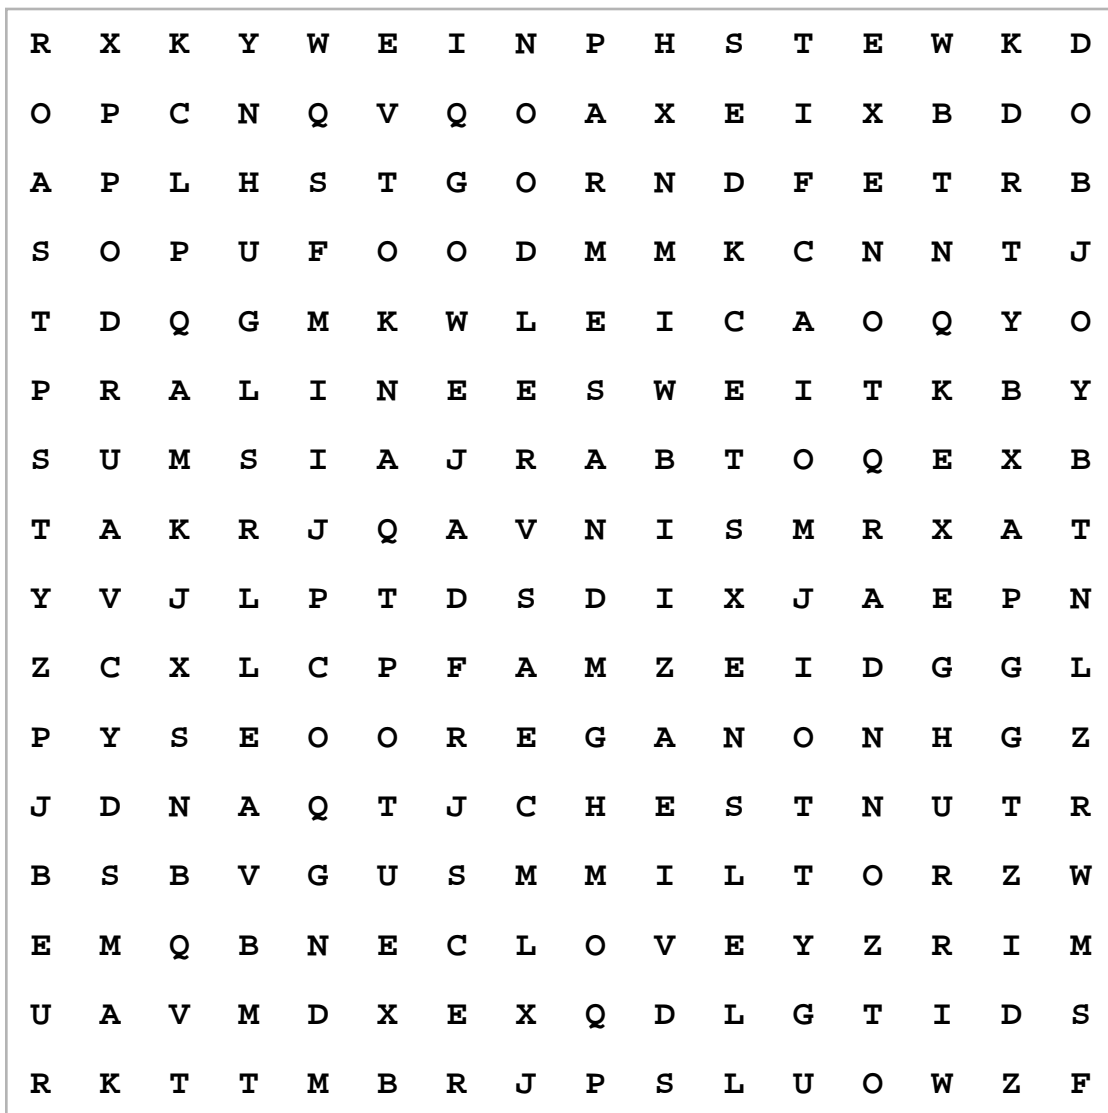 R X K Y W E I N P H S T E W K D
O P C N Q V Q O A X E I X B D O
A P L H S T G O R N D F E T R B
S O P U F O O D M M K C N N T J
T D Q G M K W L E I C A O Q Y O
P R A L I N E E S W E I T K B Y
S U M S I A J R A B T O Q E X B
T A K R J Q A V N I S M R X A T
Y V J L P T D S D I X J A E P N
Z C X L C P F A M Z E I D G G L
P Y S E O O R E G A N O N H G Z
J D N A Q T J C H E S T N U T R
B S B V G U S M M I L T O R Z W
E M Q B N E C L O V E Y Z R I M
U A V M D X E X Q D L G T I D S
R K T T M B R J P S L U O W Z F